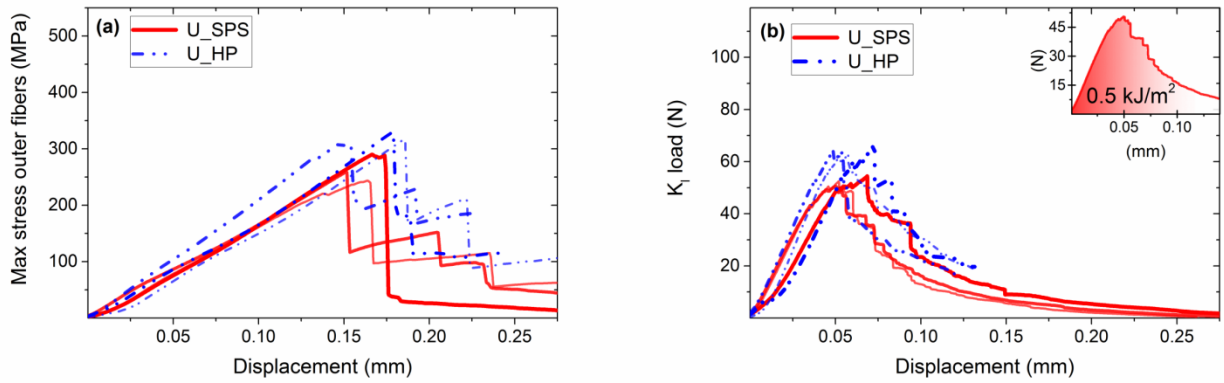 (a)
U_SPS
U_HP
Max stress outer fibers (MPa)
500
400
300
200
100
0.05
0.10
0.15
0.20
0.25
Displacement (mm)
(b)
U_SPS
U_HP
K_I load (N)
100
80
60
40
20
0.05
0.10
0.15
0.20
0.25
Displacement (mm)
(N)
45
30
15
0.5 kJ/m²
0.05
0.10
(mm)